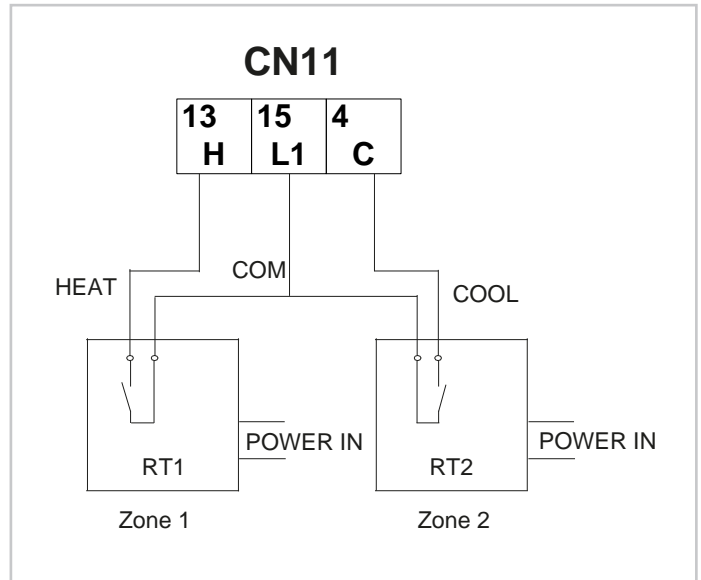 CN11
13 15 4
H L1 C
HEAT COM COOL
POWER IN POWER IN
RT1 RT2
Zone 1 Zone 2